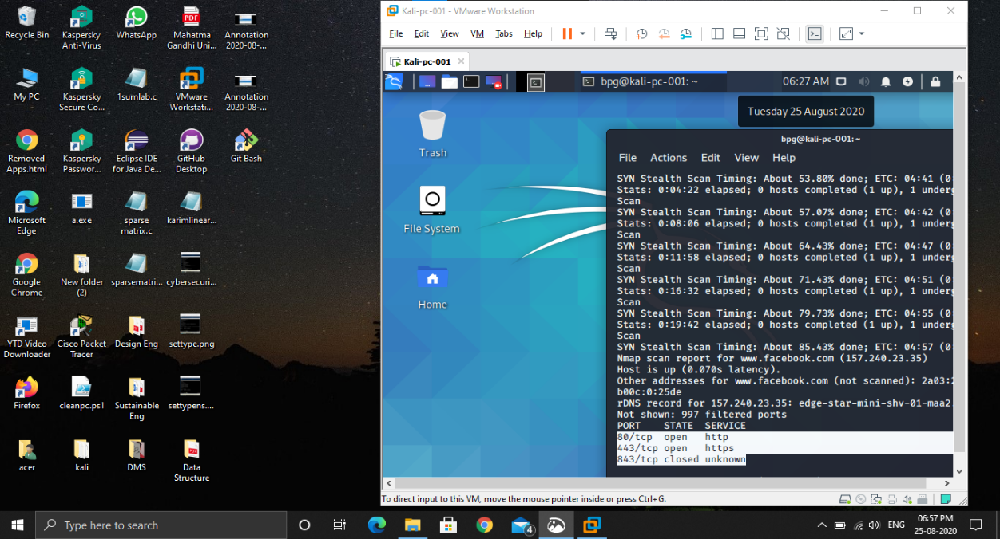 Recycle Bin
Kaspersky
Anti-Virus
WhatsApp
Mahatma
Gandhi Uni...
Annotation
2020-08-...
My PC
Kaspersky
Secure Co...
1sumlab.c
VMware
Workstati...
Annotation
2020-08-...
Removed
Apps.html
Kaspersky
Passwor...
Eclipse IDE
for Java De...
GitHub
Desktop
Git Bash
Microsoft
Edge
a.exe
sparse
matrix.c
karimlinear...
Google
Chrome
New folder
(2)
sparsematri...
cybersecuri...
YTD Video
Downloader
Cisco Packet
Tracer
Design Eng
settype.png
Firefox
cleanpc.ps1
Sustainable
Eng
settypens....
acer
kali
DMS
Data
Structure
PDF
Kali-pc-001 - VMware Workstation
File Edit View VM Tabs Help
Kali-pc-001
bpg@kali-pc-001: ~
06:27 AM
Tuesday 25 August 2020
Trash
File System
Home
bpg@kali-pc-001: ~
File Actions Edit View Help
SYN Stealth Scan Timing: About 53.80% done; ETC: 04:41 (0:
Stats: 0:04:22 elapsed; 0 hosts completed (1 up), 1 underg
Scan
SYN Stealth Scan Timing: About 57.07% done; ETC: 04:42 (0:
Stats: 0:08:06 elapsed; 0 hosts completed (1 up), 1 underg
Scan
SYN Stealth Scan Timing: About 64.43% done; ETC: 04:47 (0:
Stats: 0:11:58 elapsed; 0 hosts completed (1 up), 1 underg
Scan
SYN Stealth Scan Timing: About 71.43% done; ETC: 04:51 (0:
Stats: 0:16:32 elapsed; 0 hosts completed (1 up), 1 underg
Scan
SYN Stealth Scan Timing: About 79.73% done; ETC: 04:55 (0:
Stats: 0:19:42 elapsed; 0 hosts completed (1 up), 1 underg
Scan
SYN Stealth Scan Timing: About 85.43% done; ETC: 04:57 (0:
Nmap scan report for www.facebook.com (157.240.23.35)
Host is up (0.070s latency).
Other addresses for www.facebook.com (not scanned): 2a03:2
b00c:0:25de
rDNS record for 157.240.23.35: edge-star-mini-shv-01-maa2.
Not shown: 997 filtered ports
PORT STATE SERVICE
80/tcp open http
443/tcp open https
843/tcp closed unknown
To direct input to this VM, move the mouse pointer inside or press Ctrl+G.
Type here to search
4
ENG
06:57 PM
25-08-2020